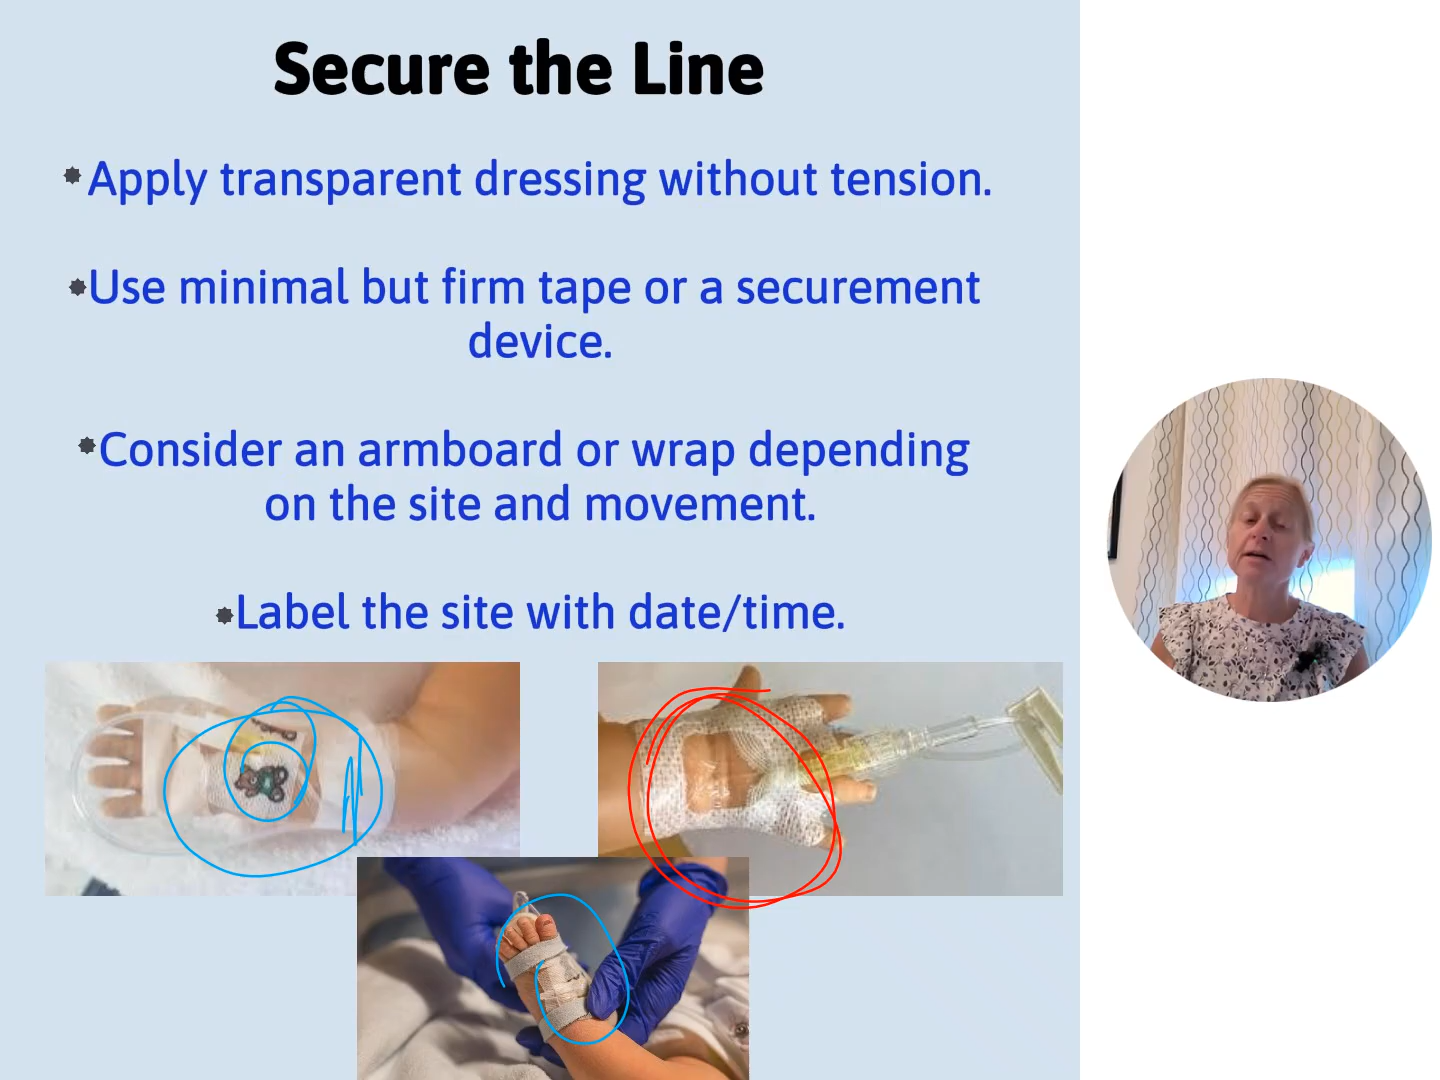 Secure the Line
Apply transparent dressing without tension.
Use minimal but firm tape or a securement
device.
Consider an armboard or wrap depending
on the site and movement.
Label the site with date/time.